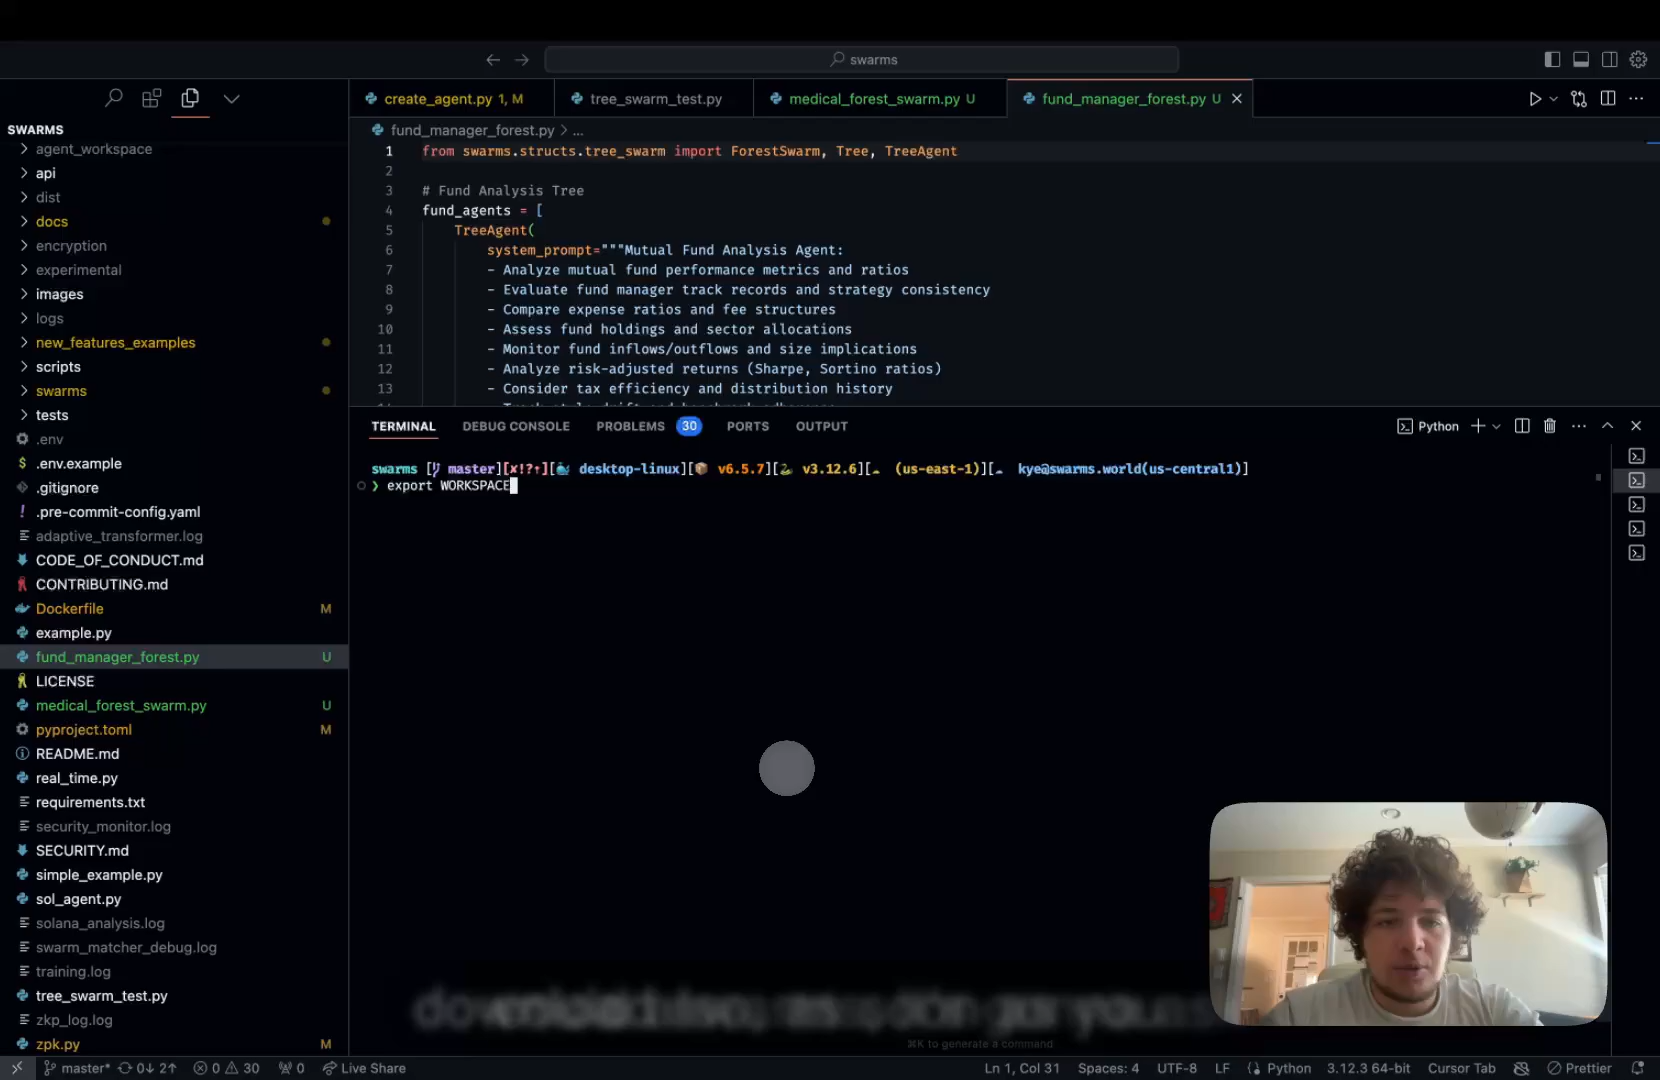 swarms
create_agent.py 1, M
tree_swarm_test.py
medical_forest_swarm.py U
fund_manager_forest.py U
SWARMS
agent_workspace
api
dist
docs
encryption
experimental
images
logs
new_features_examples
scripts
swarms
tests
.env
.env.example
.gitignore
.pre-commit-config.yaml
adaptive_transformer.log
CODE_OF_CONDUCT.md
CONTRIBUTING.md
Dockerfile M
example.py
fund_manager_forest.py U
LICENSE
medical_forest_swarm.py U
pyproject.toml M
README.md
real_time.py
requirements.txt
security_monitor.log
SECURITY.md
simple_example.py
sol_agent.py
solana_analysis.log
swarm_matcher_debug.log
training.log
tree_swarm_test.py
zkp_log.log
zpk.py M
fund_manager_forest.py > ...
1 from swarms.structs.tree_swarm import ForestSwarm, Tree, TreeAgent
2
3 # Fund Analysis Tree
4 fund_agents = [
5 TreeAgent(
6 system_prompt="""Mutual Fund Analysis Agent:
7 - Analyze mutual fund performance metrics and ratios
8 - Evaluate fund manager track records and strategy consistency
9 - Compare expense ratios and fee structures
10 - Assess fund holdings and sector allocations
11 - Monitor fund inflows/outflows and size implications
12 - Analyze risk-adjusted returns (Sharpe, Sortino ratios)
13 - Consider tax efficiency and distribution history
TERMINAL DEBUG CONSOLE PROBLEMS 30 PORTS OUTPUT
Python
swarms [ master][✘!?↑][ desktop-linux][ v6.5.7][ v3.12.6][ (us-east-1)][ kye@swarms.world(us-central1)]
❯ export WORKSPACE
⌘K to generate a command
master* 0↓ 2↑ 0 30 0 Live Share
Ln 1, Col 31 Spaces: 4 UTF-8 LF Python 3.12.3 64-bit Cursor Tab Prettier